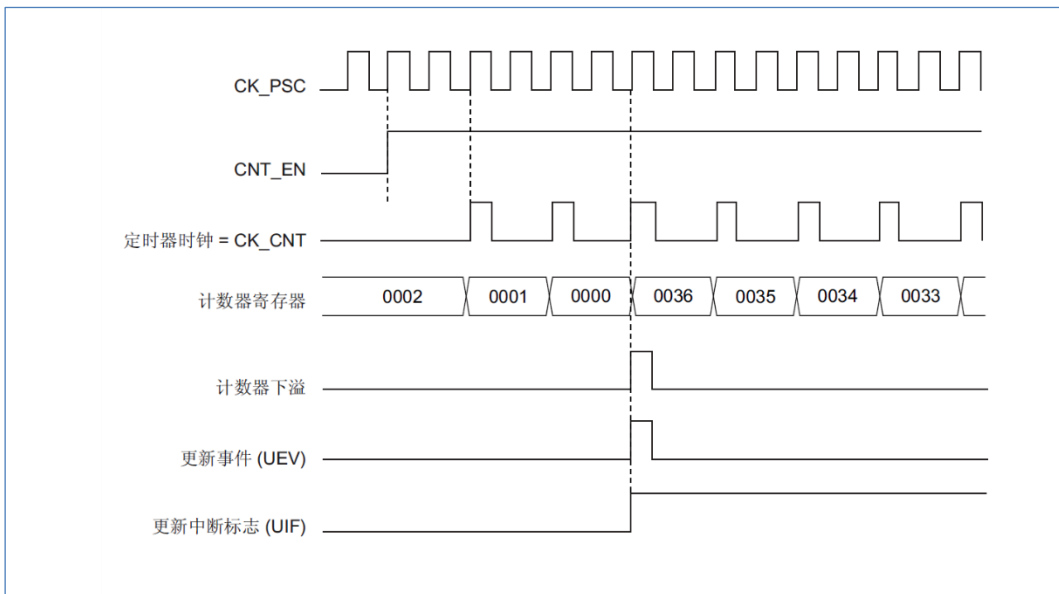 CK_PSC
CNT_EN
定时器时钟 = CK_CNT
计数器寄存器 0002 0001 0000 0036 0035 0034 0033
计数器下溢
更新事件 (UEV)
更新中断标志 (UIF)